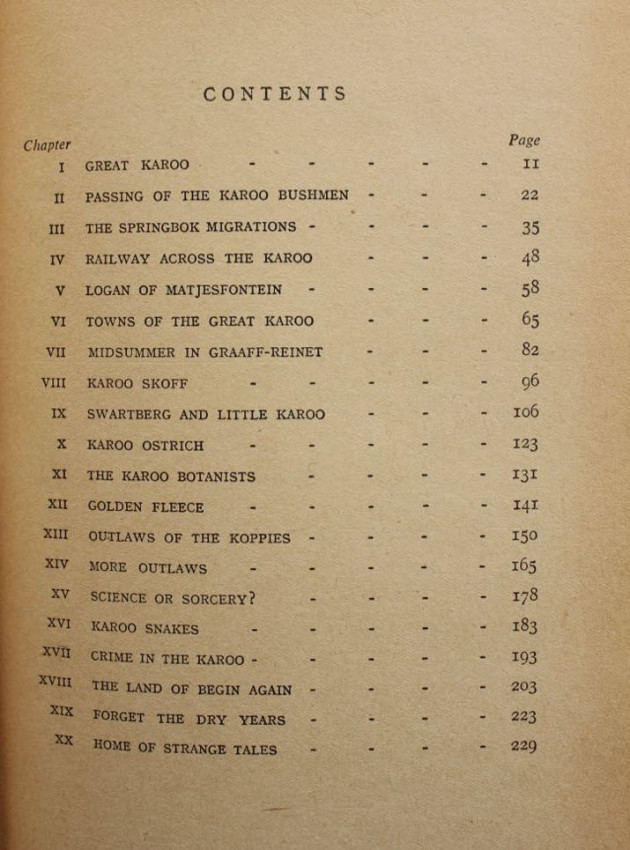 CONTENTS
Chapter Page
I GREAT KAROO - - - - - 11
II PASSING OF THE KAROO BUSHMEN - - - 22
III THE SPRINGBOK MIGRATIONS - - - - 35
IV RAILWAY ACROSS THE KAROO - - - 48
V LOGAN OF MATJESFONTEIN - - - - 58
VI TOWNS OF THE GREAT KAROO - - - 65
VII MIDSUMMER IN GRAAFF-REINET - - - 82
VIII KAROO SKOFF - - - - - 96
IX SWARTBERG AND LITTLE KAROO - - - 106
X KAROO OSTRICH - - - - - 123
XI THE KAROO BOTANISTS - - - - 131
XII GOLDEN FLEECE - - - - - 141
XIII OUTLAWS OF THE KOPPIES - - - - 150
XIV MORE OUTLAWS - - - - - 165
XV SCIENCE OR SORCERY? - - - - 178
XVI KAROO SNAKES - - - - - 183
XVII CRIME IN THE KAROO - - - - - 193
XVIII THE LAND OF BEGIN AGAIN - - - - 203
XIX FORGET THE DRY YEARS - - - - 223
XX HOME OF STRANGE TALES - - - - 229